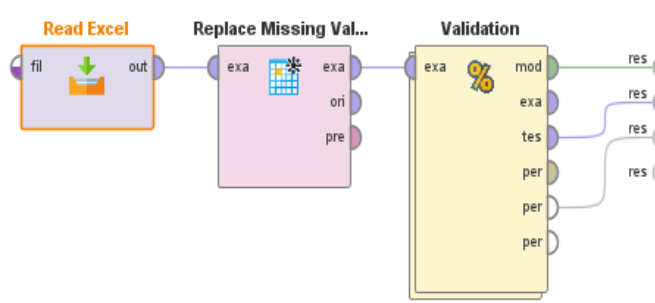 Read Excel
Replace Missing Val...
Validation
fil
out
exa
exa
ori
pre
exa
mod
exa
tes
per
per
per
res
res
res
res